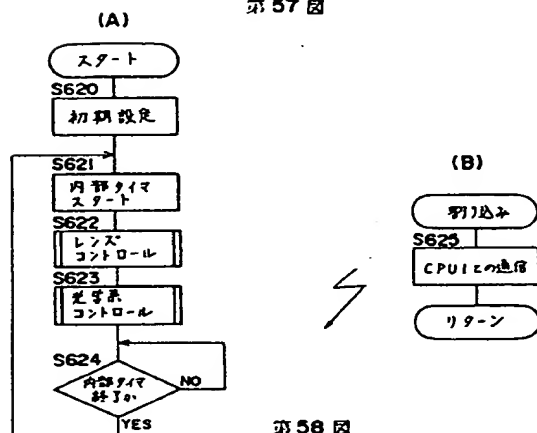 第57図
(A)
スタート
S620
初期設定
S621
内部タイマ
スタート
S622
レンズ
コントロール
S623
光学系
コントロール
S624
内部タイマ
終了か
NO
YES
(B)
割り込み
S625
CPU1との通信
リターン
第58図